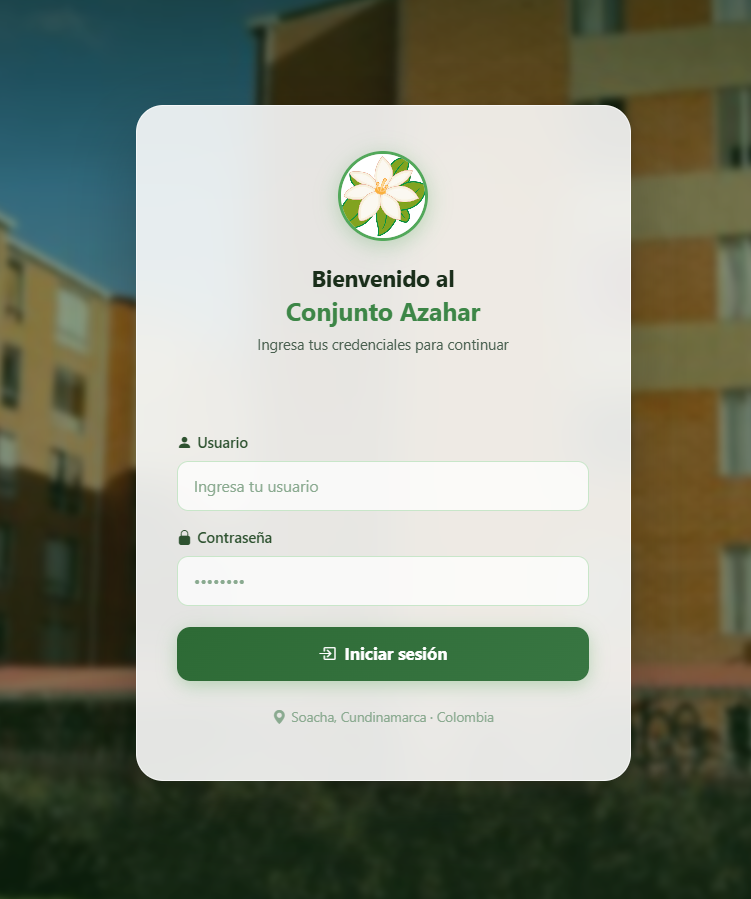 Bienvenido al
Conjunto Azahar
Ingresa tus credenciales para continuar
Usuario
Ingresa tu usuario
Contraseña
••••••••
Iniciar sesión
Soacha, Cundinamarca · Colombia